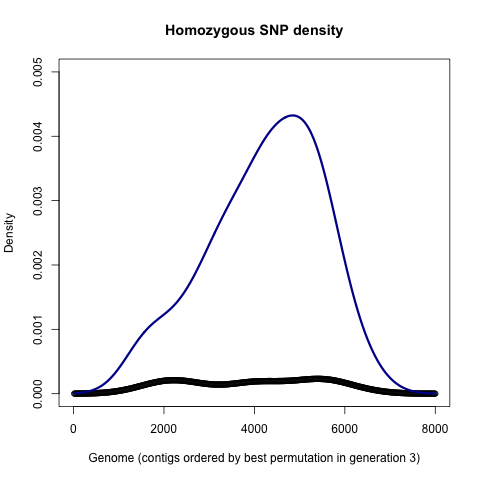 Homozygous SNP density
0.005
0.004
0.003
0.002
0.001
0.000
Density
0 2000 4000 6000 8000
Genome (contigs ordered by best permutation in generation 3)